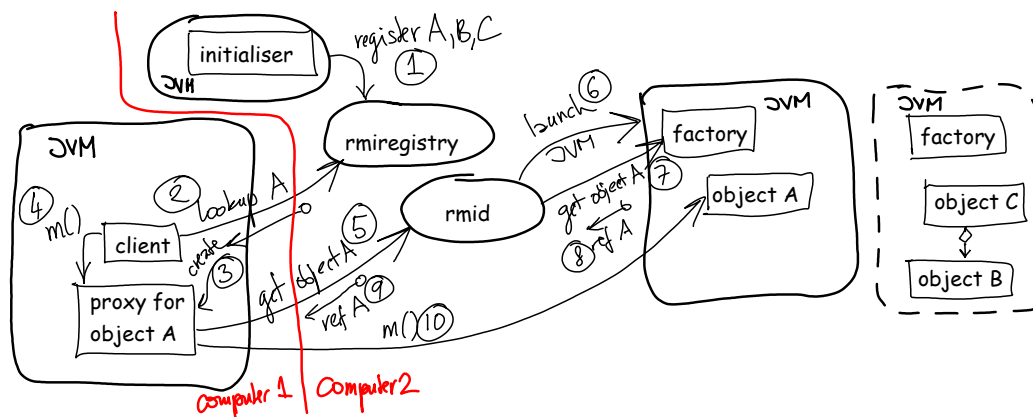 initialiser
JVM
register A, B, C
1
rmiregistry
JVM
2
lookup A
4
m()
client
create
3
proxy for
object A
get object A
5
ref A
9
rmid
launch
6
JVM
get object A
7
8
ref A
m()
10
JVM
factory
object A
JVM
factory
object C
object B
computer 1
Computer 2